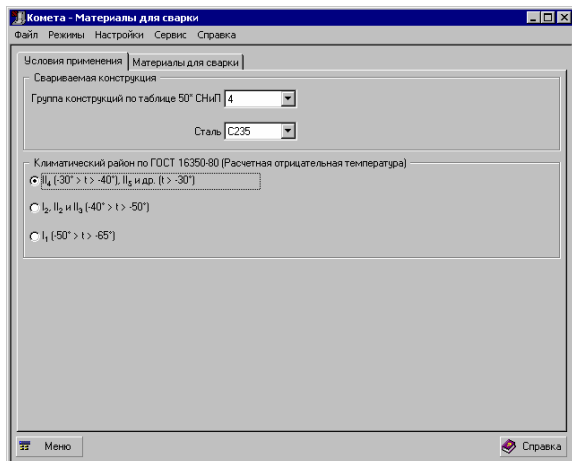 Комета - Материалы для сварки
Файл Режимы Настройки Сервис Справка
Условия применения Материалы для сварки
Свариваемая конструкция
Группа конструкций по таблице 50* СНиП 4
Сталь С235
Климатический район по ГОСТ 16350-80 (Расчетная отрицательная температура)
II₄ (-30° > t > -40°), II₅ и др. (t > -30°)
I₂, II₂ и II₃ (-40° > t > -50°)
I₁ (-50° > t > -65°)
Меню Справка